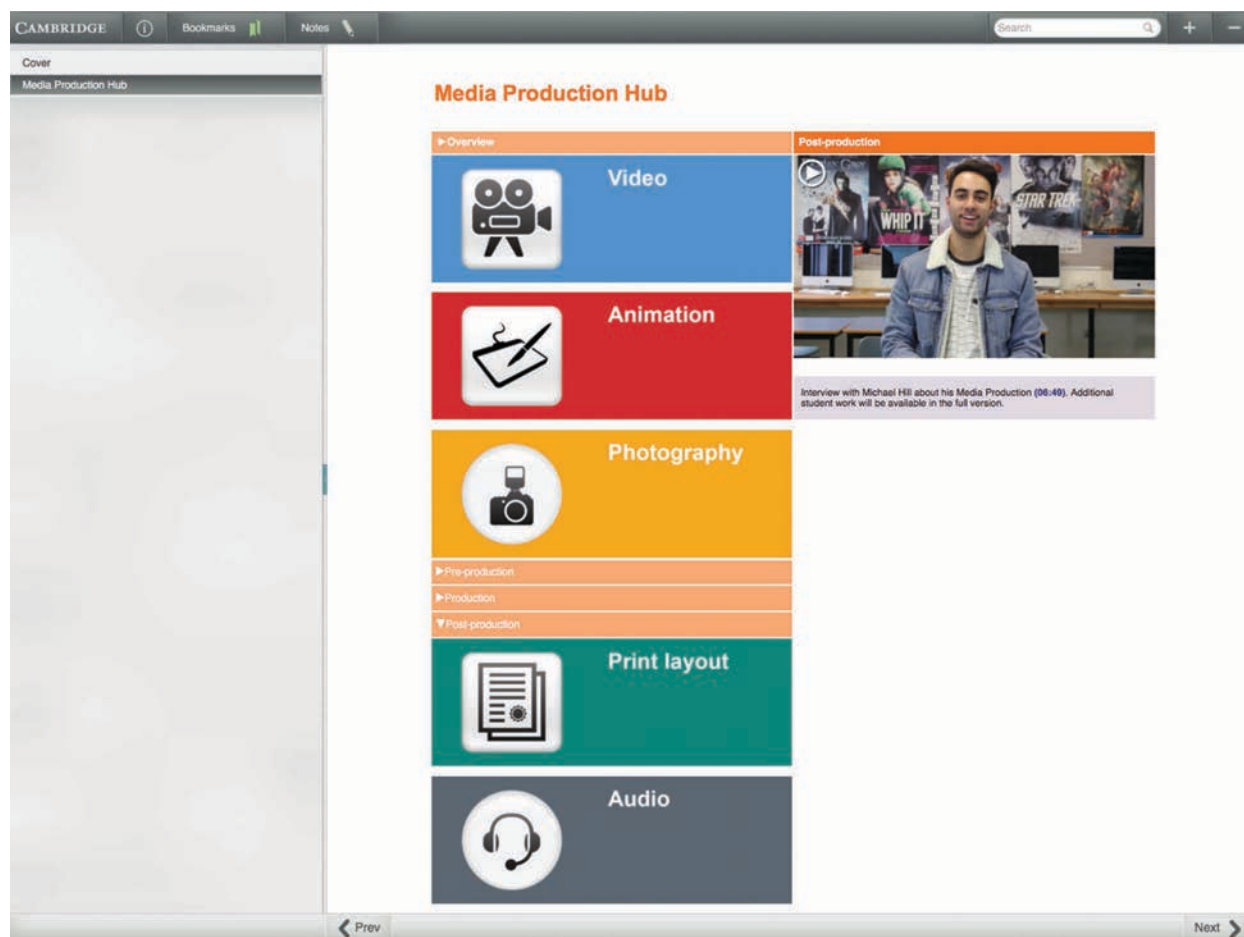 CAMBRIDGE
Bookmarks
Notes
Search
+
−
Cover
Media Production Hub
Media Production Hub
▶Overview
Video
Animation
Photography
▶Pre-production
▶Production
▼Post-production
Print layout
Audio
Post-production
WHIP IT
STAR TREK
Interview with Michael Hill about his Media Production (06:49). Additional
student work will be available in the full version.
Prev
Next